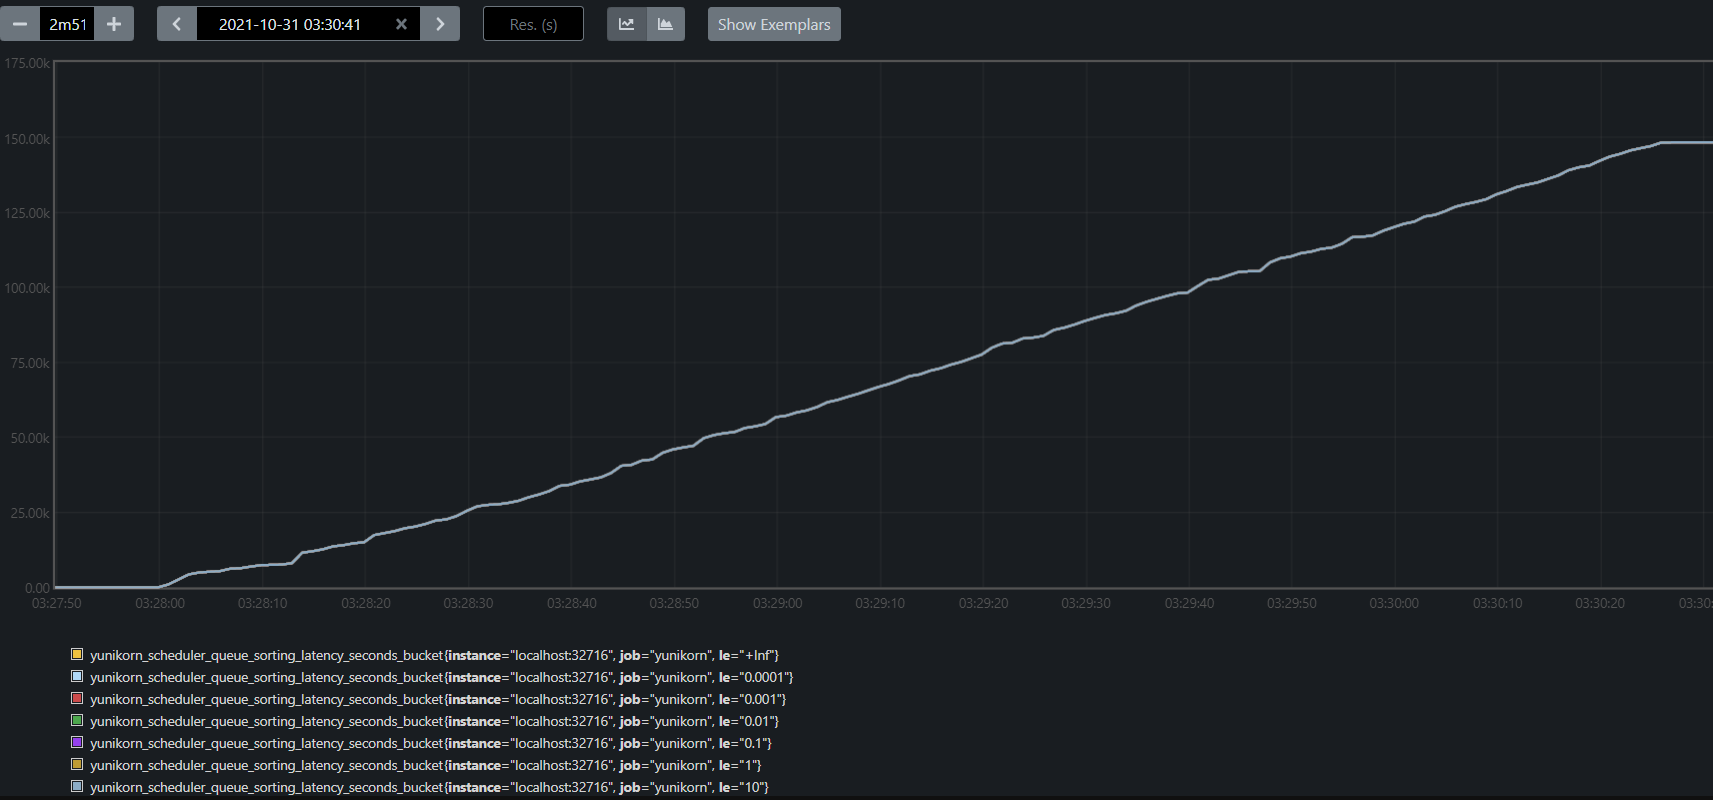 2m51 2021-10-31 03:30:41 Res. (s) Show Exemplars
175.00k
150.00k
125.00k
100.00k
75.00k
50.00k
25.00k
0.00
03:27:50 03:28:00 03:28:10 03:28:20 03:28:30 03:28:40 03:28:50 03:29:00 03:29:10 03:29:20 03:29:30 03:29:40 03:29:50 03:30:00 03:30:10 03:30:20 03:30:
yunikorn_scheduler_queue_sorting_latency_seconds_bucket{instance="localhost:32716", job="yunikorn", le="+Inf"}
yunikorn_scheduler_queue_sorting_latency_seconds_bucket{instance="localhost:32716", job="yunikorn", le="0.0001"}
yunikorn_scheduler_queue_sorting_latency_seconds_bucket{instance="localhost:32716", job="yunikorn", le="0.001"}
yunikorn_scheduler_queue_sorting_latency_seconds_bucket{instance="localhost:32716", job="yunikorn", le="0.01"}
yunikorn_scheduler_queue_sorting_latency_seconds_bucket{instance="localhost:32716", job="yunikorn", le="0.1"}
yunikorn_scheduler_queue_sorting_latency_seconds_bucket{instance="localhost:32716", job="yunikorn", le="1"}
yunikorn_scheduler_queue_sorting_latency_seconds_bucket{instance="localhost:32716", job="yunikorn", le="10"}